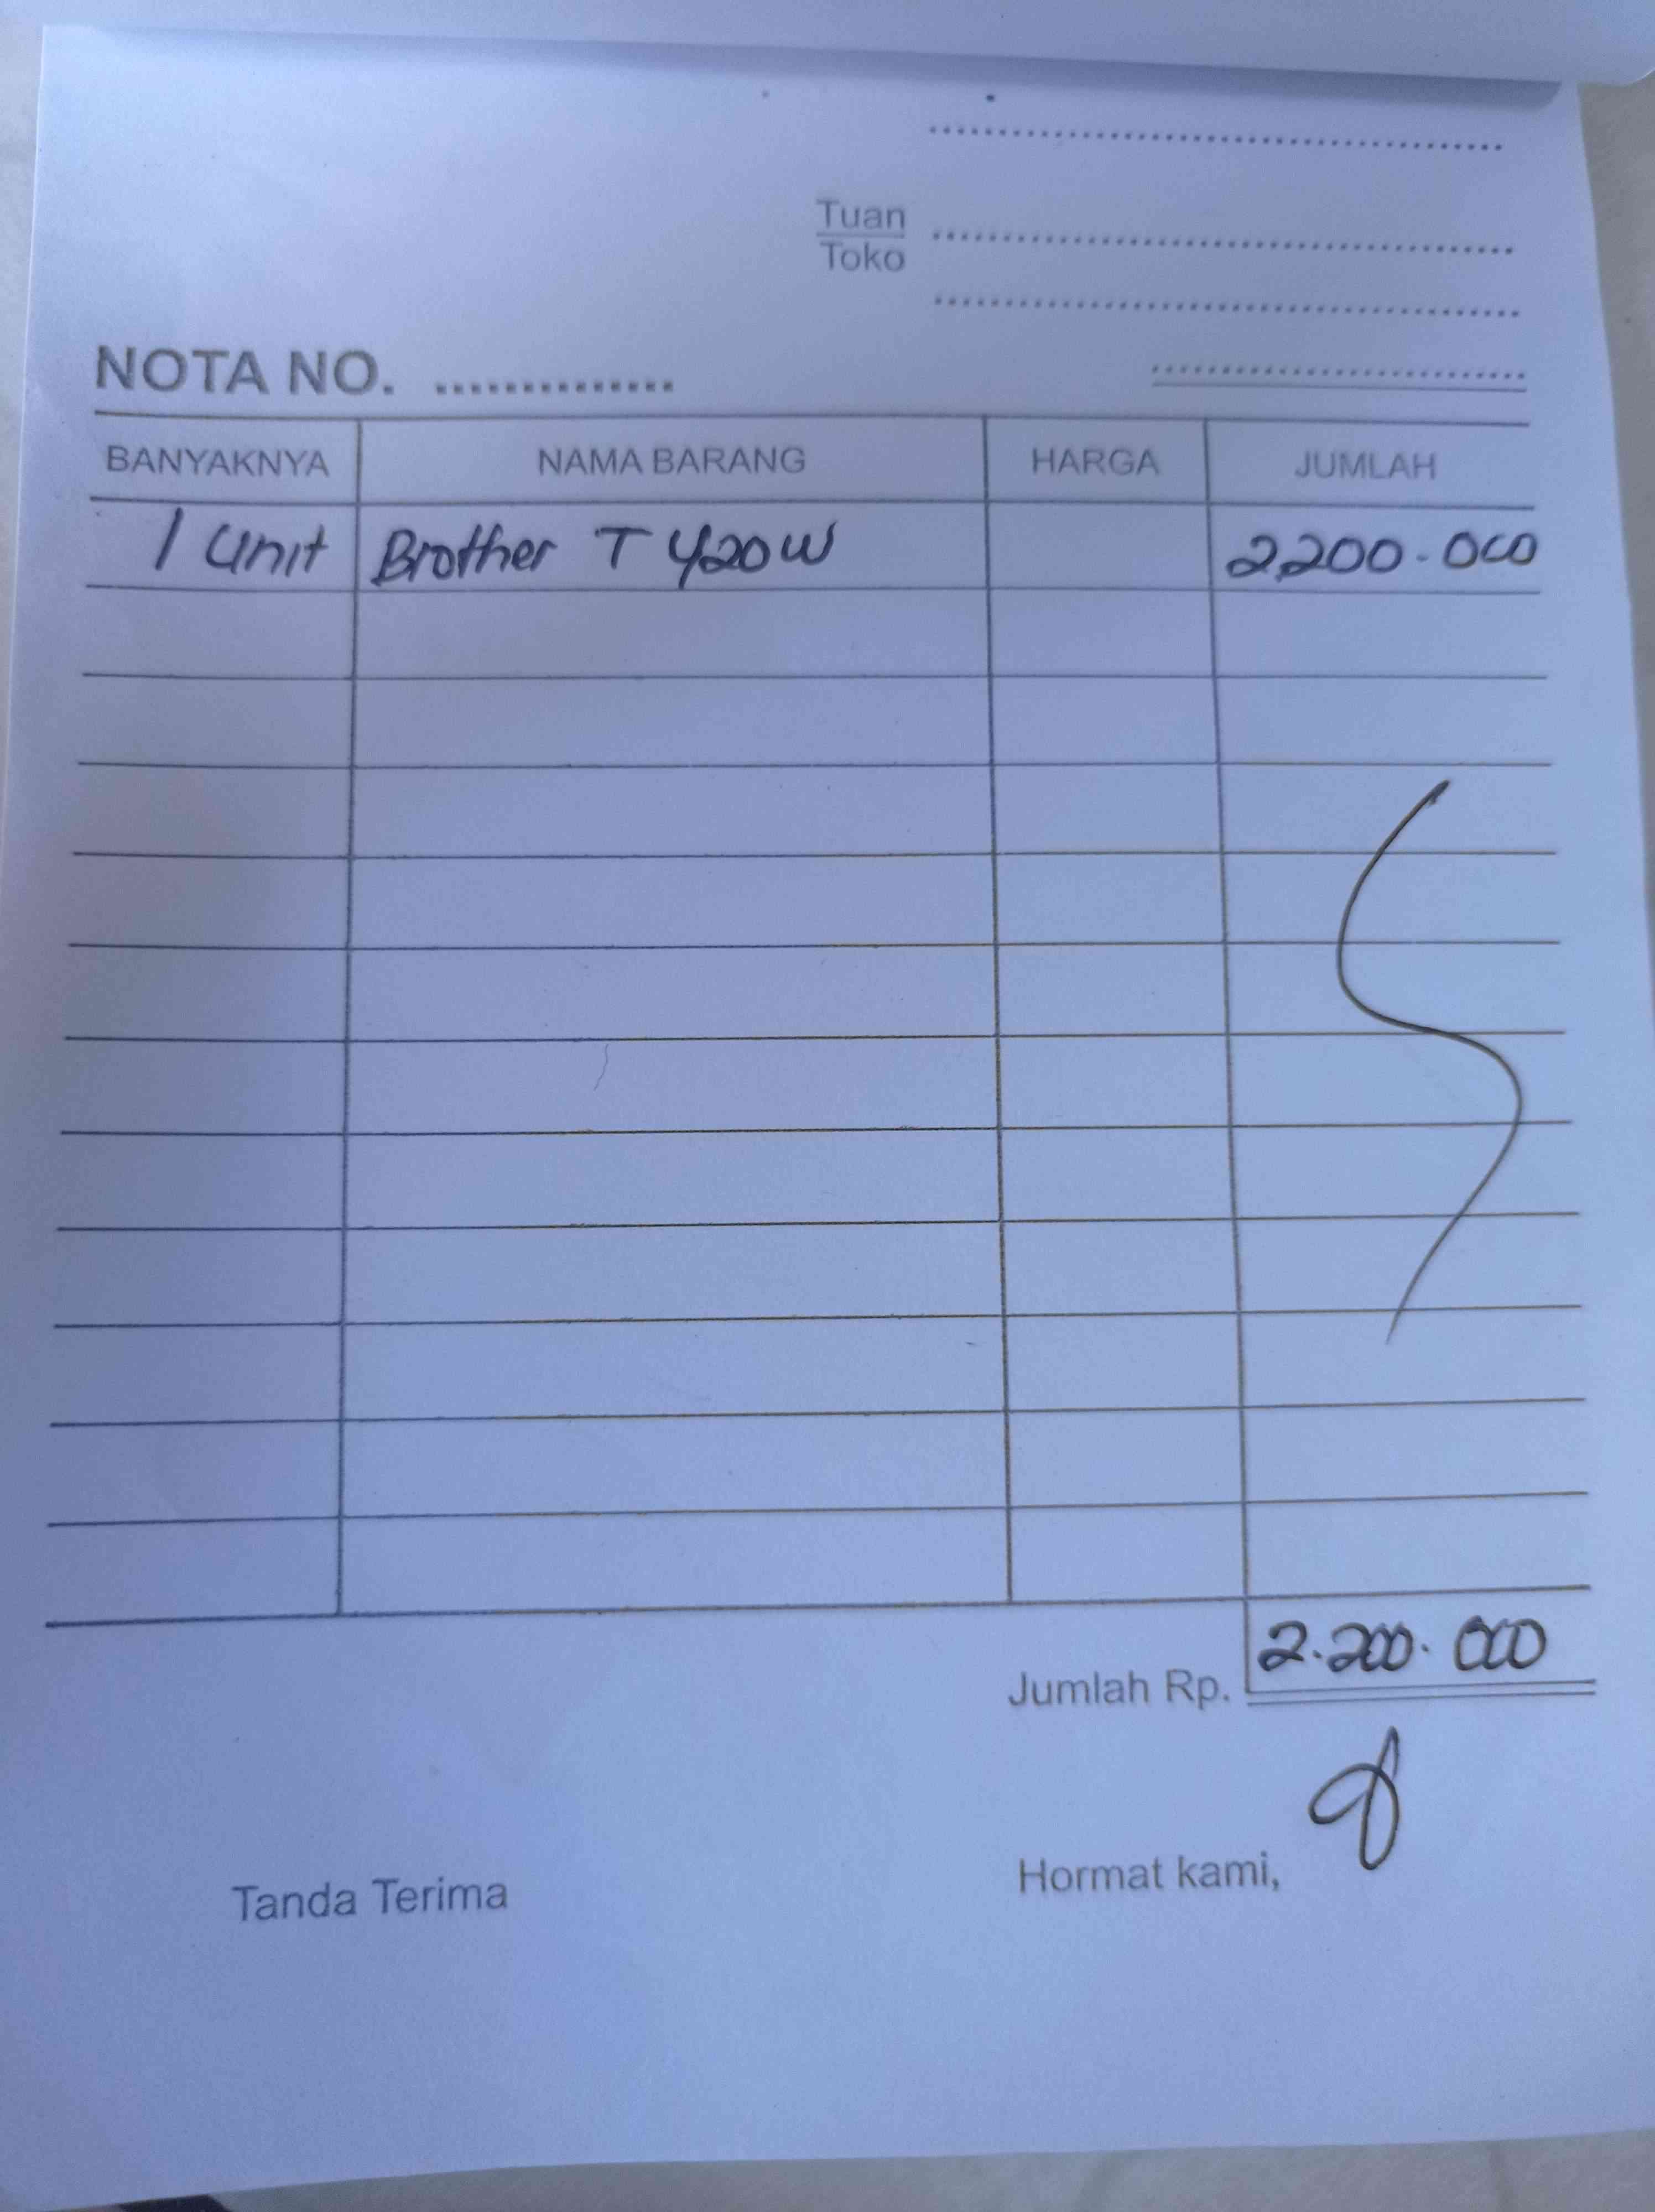 Tuan
Toko
NOTA NO. ..............
BANYAKNYA NAMA BARANG HARGA JUMLAH
1 Unit Brother T 420W 2.200.000
Jumlah Rp. 2.200.000
Tanda Terima Hormat kami,